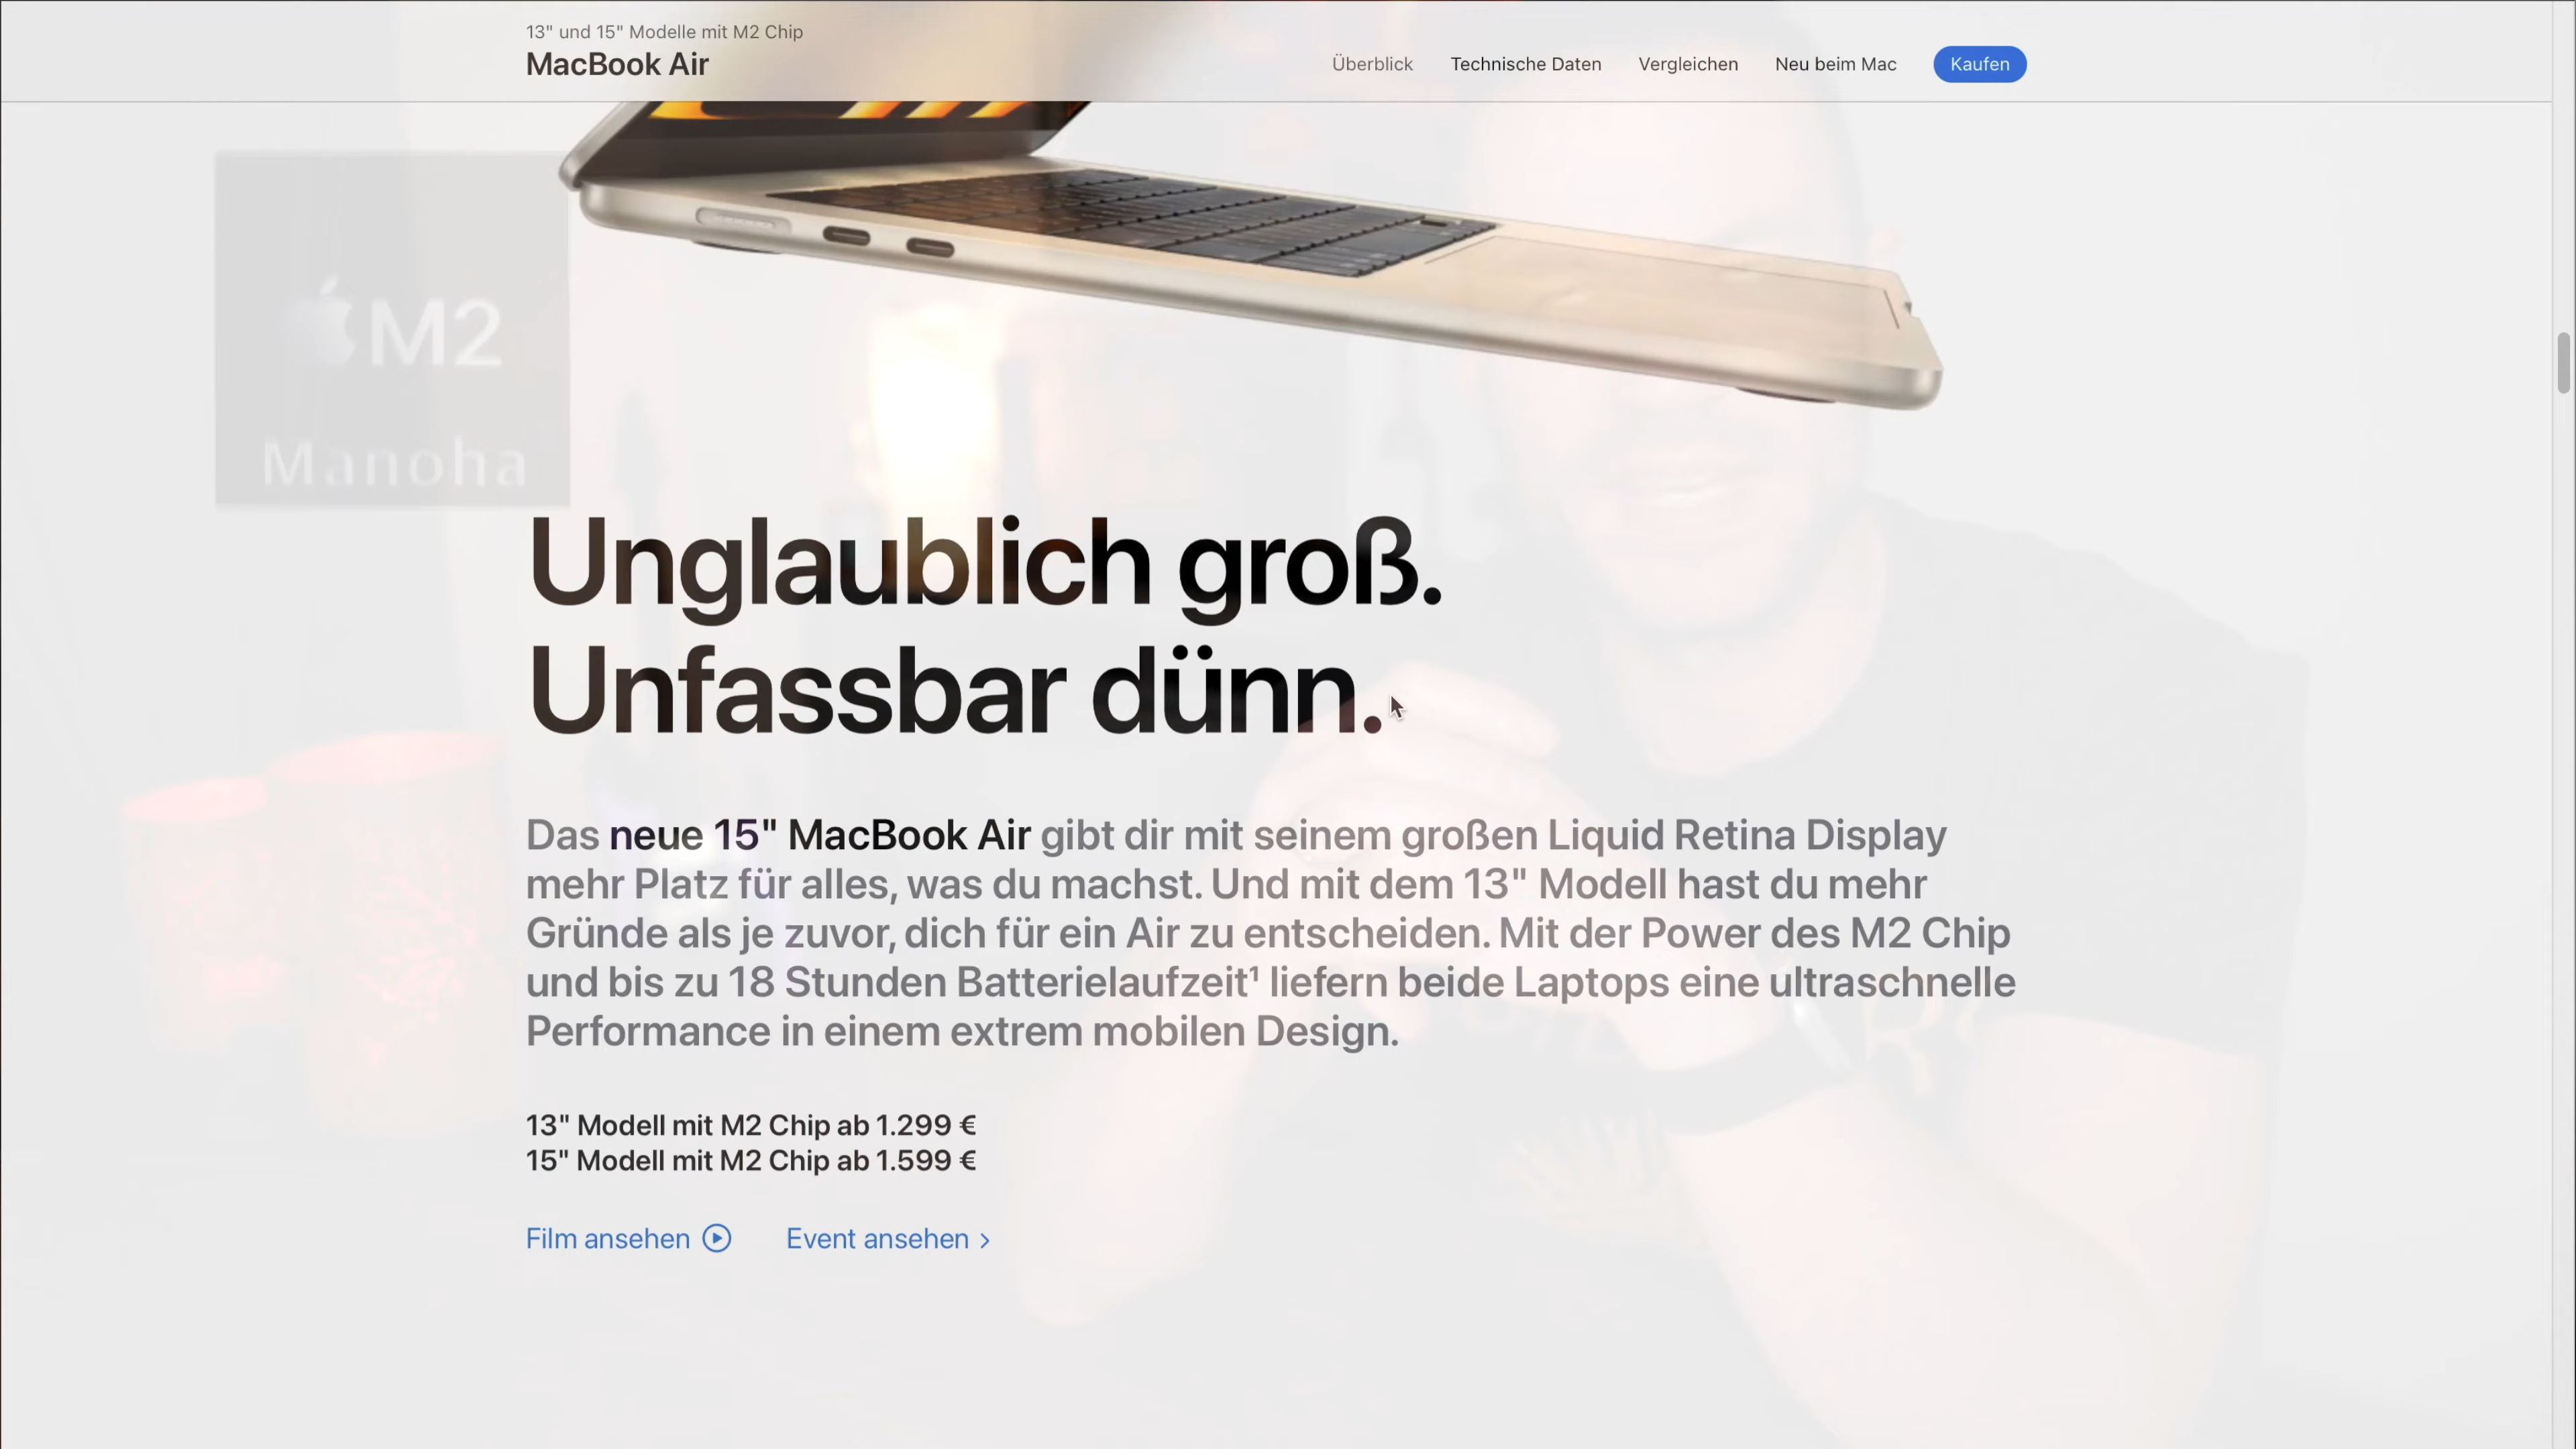 13" und 15" Modelle mit M2 Chip
MacBook Air
Überblick
Technische Daten
Vergleichen
Neu beim Mac
Kaufen
M2
Manoha
Unglaublich groß.
Unfassbar dünn.
Das neue 15" MacBook Air gibt dir mit seinem großen Liquid Retina Display
mehr Platz für alles, was du machst. Und mit dem 13" Modell hast du mehr
Gründe als je zuvor, dich für ein Air zu entscheiden. Mit der Power des M2 Chip
und bis zu 18 Stunden Batterielaufzeit¹ liefern beide Laptops eine ultraschnelle
Performance in einem extrem mobilen Design.
13" Modell mit M2 Chip ab 1.299 €
15" Modell mit M2 Chip ab 1.599 €
Film ansehen
Event ansehen ›